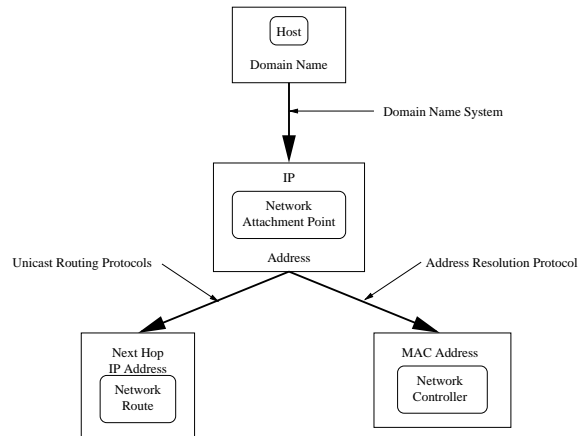 Host
Domain Name
Domain Name System
IP
Network
Attachment Point
Address
Unicast Routing Protocols
Address Resolution Protocol
Next Hop
IP Address
Network
Route
MAC Address
Network
Controller